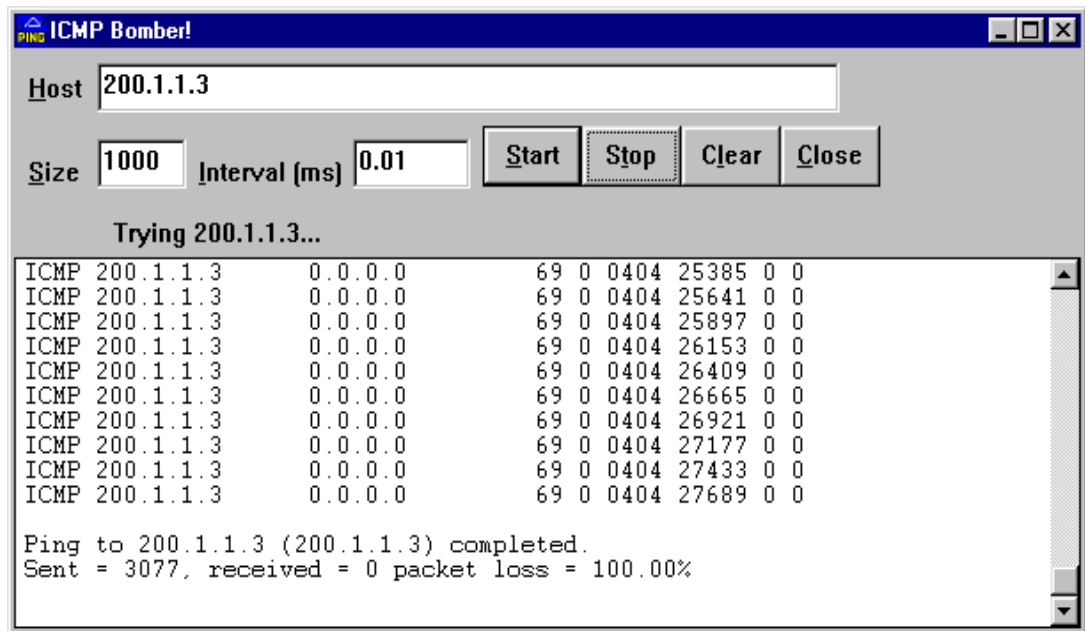 PING ICMP Bomber!
Host 200.1.1.3
Size 1000 Interval (ms) 0.01 Start Stop Clear Close
Trying 200.1.1.3...
ICMP 200.1.1.3 0.0.0.0 69 0 0404 25385 0 0
ICMP 200.1.1.3 0.0.0.0 69 0 0404 25641 0 0
ICMP 200.1.1.3 0.0.0.0 69 0 0404 25897 0 0
ICMP 200.1.1.3 0.0.0.0 69 0 0404 26153 0 0
ICMP 200.1.1.3 0.0.0.0 69 0 0404 26409 0 0
ICMP 200.1.1.3 0.0.0.0 69 0 0404 26665 0 0
ICMP 200.1.1.3 0.0.0.0 69 0 0404 26921 0 0
ICMP 200.1.1.3 0.0.0.0 69 0 0404 27177 0 0
ICMP 200.1.1.3 0.0.0.0 69 0 0404 27433 0 0
ICMP 200.1.1.3 0.0.0.0 69 0 0404 27689 0 0
Ping to 200.1.1.3 (200.1.1.3) completed.
Sent = 3077, received = 0 packet loss = 100.00%